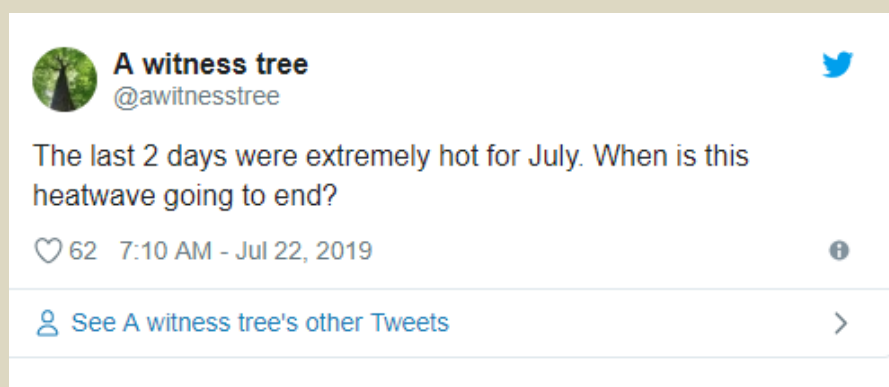 A witness tree
@awitnesstree
The last 2 days were extremely hot for July. When is this
heatwave going to end?
62 7:10 AM - Jul 22, 2019
See A witness tree's other Tweets